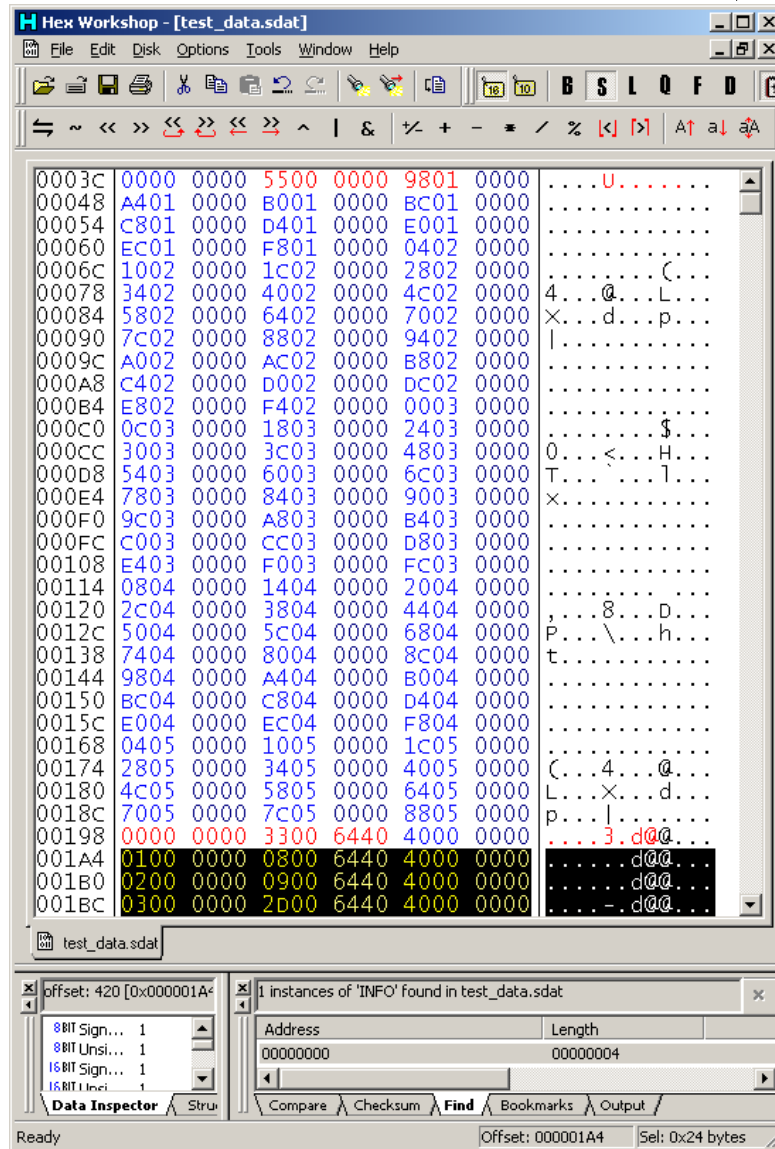 Hex Workshop - [test_data.sdat]
File Edit Disk Options Tools Window Help
16 10 B S L Q F D
0003C 0000 0000 5500 0000 9801 0000 ....U.......
00048 A401 0000 B001 0000 BC01 0000 ............
00054 C801 0000 D401 0000 E001 0000 ............
00060 EC01 0000 F801 0000 0402 0000 ............
0006C 1002 0000 1C02 0000 2802 0000 ........(...
00078 3402 0000 4002 0000 4C02 0000 4...@...L...
00084 5802 0000 6402 0000 7002 0000 X...d...p...
00090 7C02 0000 8802 0000 9402 0000 |...........
0009C A002 0000 AC02 0000 B802 0000 ............
000A8 C402 0000 D002 0000 DC02 0000 ............
000B4 E802 0000 F402 0000 0003 0000 ............
000C0 0C03 0000 1803 0000 2403 0000 ........$...
000CC 3003 0000 3C03 0000 4803 0000 0...<...H...
000D8 5403 0000 6003 0000 6C03 0000 T...`...l...
000E4 7803 0000 8403 0000 9003 0000 x...........
000F0 9C03 0000 A803 0000 B403 0000 ............
000FC C003 0000 CC03 0000 D803 0000 ............
00108 E403 0000 F003 0000 FC03 0000 ............
00114 0804 0000 1404 0000 2004 0000 ........ ...
00120 2C04 0000 3804 0000 4404 0000 ,...8...D...
0012C 5004 0000 5C04 0000 6804 0000 P...\...h...
00138 7404 0000 8004 0000 8C04 0000 t...........
00144 9804 0000 A404 0000 B004 0000 ............
00150 BC04 0000 C804 0000 D404 0000 ............
0015C E004 0000 EC04 0000 F804 0000 ............
00168 0405 0000 1005 0000 1C05 0000 ............
00174 2805 0000 3405 0000 4005 0000 (...4...@...
00180 4C05 0000 5805 0000 6405 0000 L...X...d...
0018C 7005 0000 7C05 0000 8805 0000 p...|.......
00198 0000 0000 3300 6440 4000 0000 ....3.d@@...
001A4 0100 0000 0800 6440 4000 0000 ......d@@...
001B0 0200 0000 0900 6440 4000 0000 ......d@@...
001BC 0300 0000 2D00 6440 4000 0000 ....-.d@@...
test_data.sdat
offset: 420 [0x000001A4
8BIT Sign... 1
8BIT Unsi... 1
16BIT Sign... 1
16BIT Unsi... 1
Data Inspector Stru
1 instances of 'INFO' found in test_data.sdat
Address Length
00000000 00000004
Compare Checksum Find Bookmarks Output
Ready Offset: 000001A4 Sel: 0x24 bytes